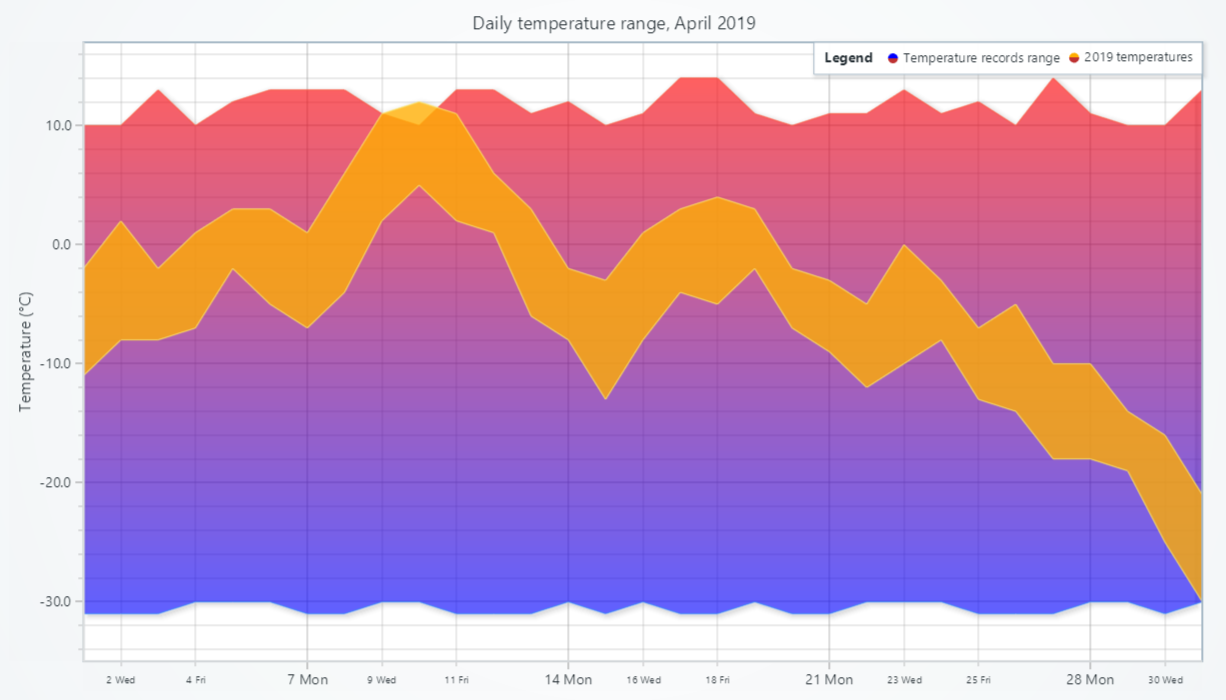 Daily temperature range, April 2019
Legend Temperature records range 2019 temperatures
Temperature (°C)
10.0
0.0
-10.0
-20.0
-30.0
2 Wed 4 Fri 7 Mon 9 Wed 11 Fri 14 Mon 16 Wed 18 Fri 21 Mon 23 Wed 25 Fri 28 Mon 30 Wed